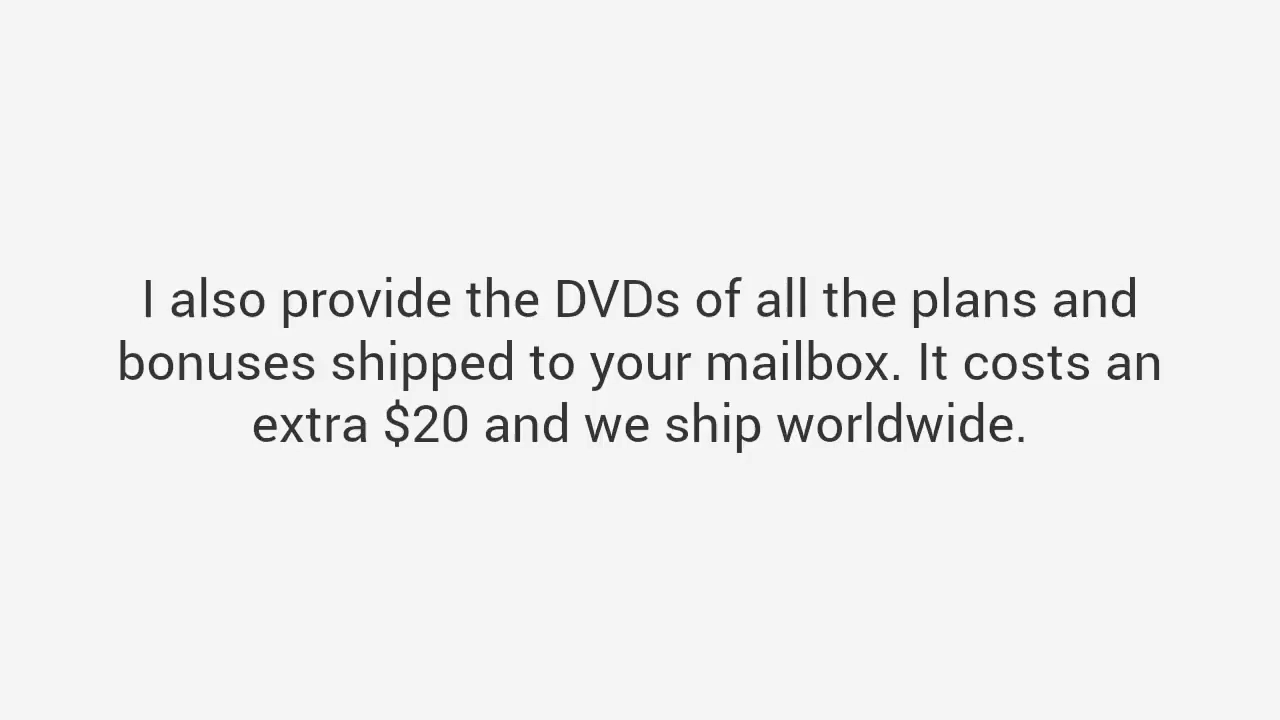 I also provide the DVDs of all the plans and
bonuses shipped to your mailbox. It costs an
extra $20 and we ship worldwide.